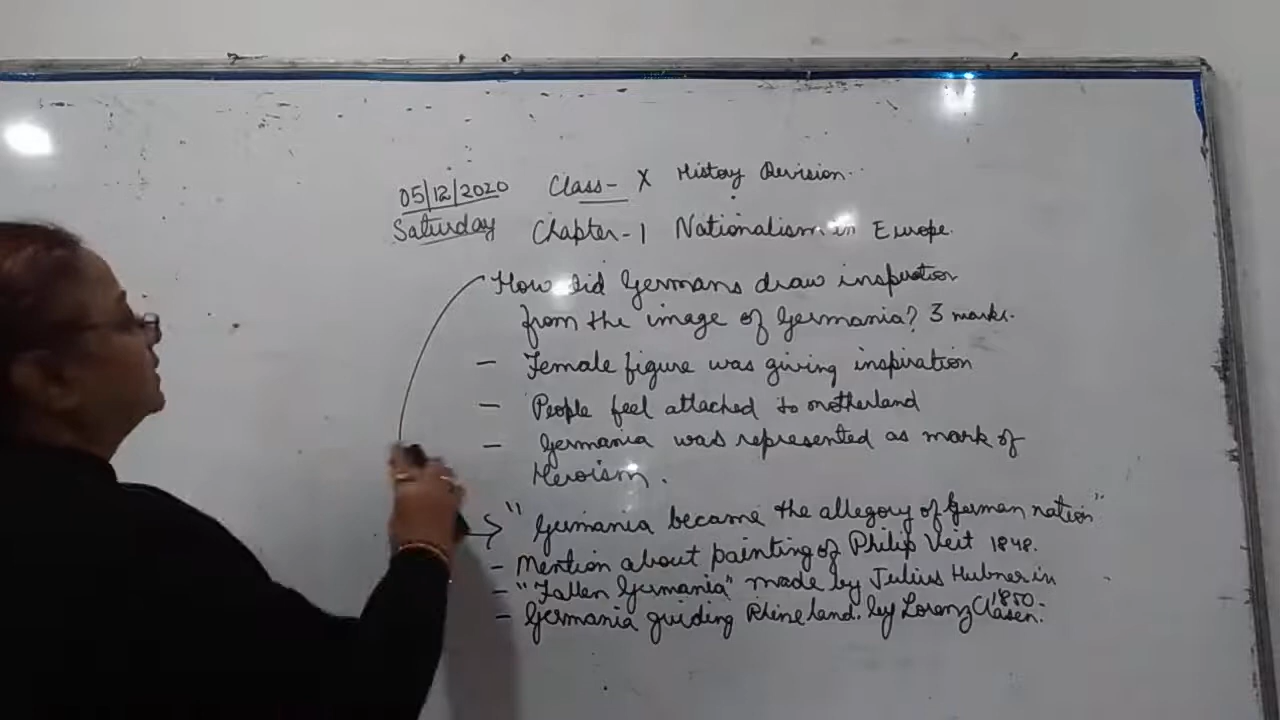 05/12/2020 Class- X History Revision..
Saturday Chapter-1 Nationalism in Europe.
How did Germans draw inspiration
from the image of Germania? 3 marks.
- Female figure was giving inspiration
- People feel attached to motherland
- Germania was represented as mark of
Heroism.
"Germania became the allegory of German nation"
- Mention about painting of Philip Veit 1848.
- "Fallen Germania" made by Julius Hubner in
1850.
- Germania guiding Rhine land. by Lorenz Clasen.